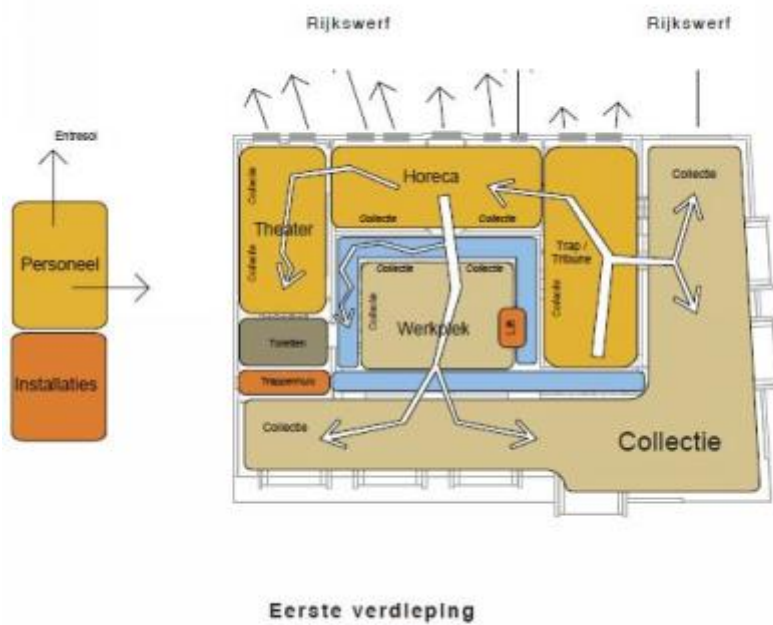 Rijkswerf
Rijkswerf
Entresol
Personeel
Installaties
Collectie
Collectie
Theater
Horeca
Collectie
Collectie
Trap /
Tribune
Collectie
Collectie
Collectie
Collectie
Collectie
Werkplek
Lift
Toiletten
Trappenhuis
Collectie
Collectie
Eerste verdieping